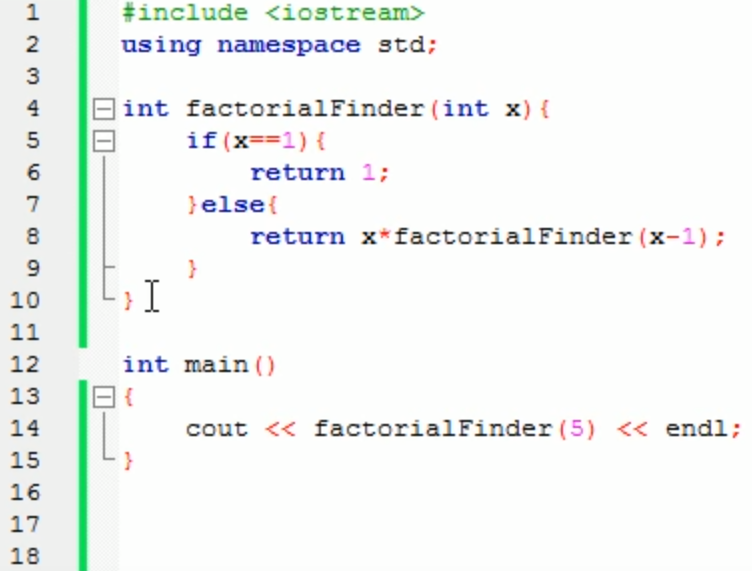 1 #include <iostream>
2 using namespace std;
3
4 int factorialFinder(int x){
5     if(x==1){
6         return 1;
7     }else{
8         return x*factorialFinder(x-1);
9     }
10 }
11
12 int main()
13 {
14     cout << factorialFinder(5) << endl;
15 }
16
17
18